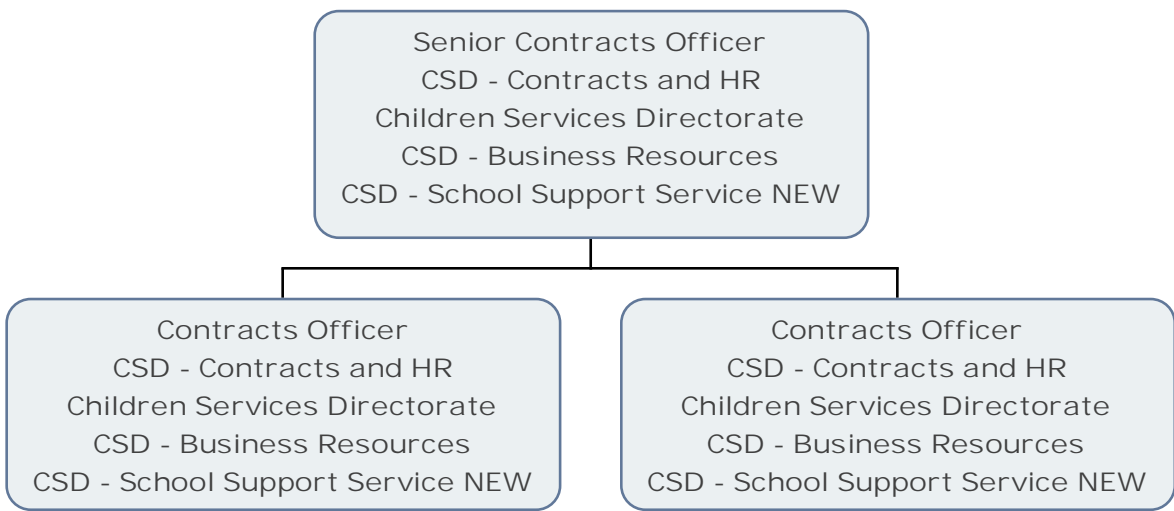 Senior Contracts Officer
CSD - Contracts and HR
Children Services Directorate
CSD - Business Resources
CSD - School Support Service NEW
Contracts Officer
CSD - Contracts and HR
Children Services Directorate
CSD - Business Resources
CSD - School Support Service NEW
Contracts Officer
CSD - Contracts and HR
Children Services Directorate
CSD - Business Resources
CSD - School Support Service NEW